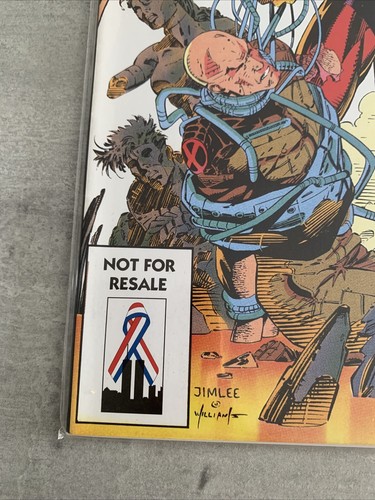 NOT FOR
RESALE
JIMLEE
&
WILLIAMS